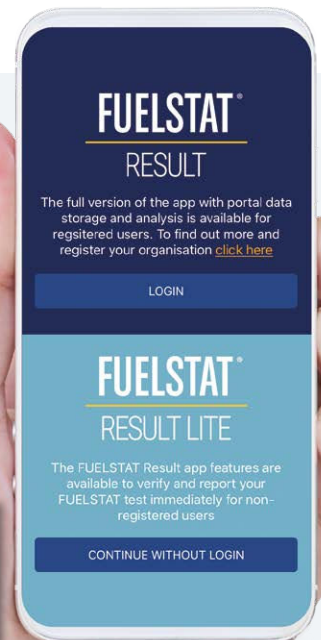 FUELSTAT®
RESULT
The full version of the app with portal data
storage and analysis is available for
regsitered users. To find out more and
register your organisation click here
LOGIN
FUELSTAT®
RESULT LITE
The FUELSTAT Result app features are
available to verify and report your
FUELSTAT test immediately for non-
registered users
CONTINUE WITHOUT LOGIN